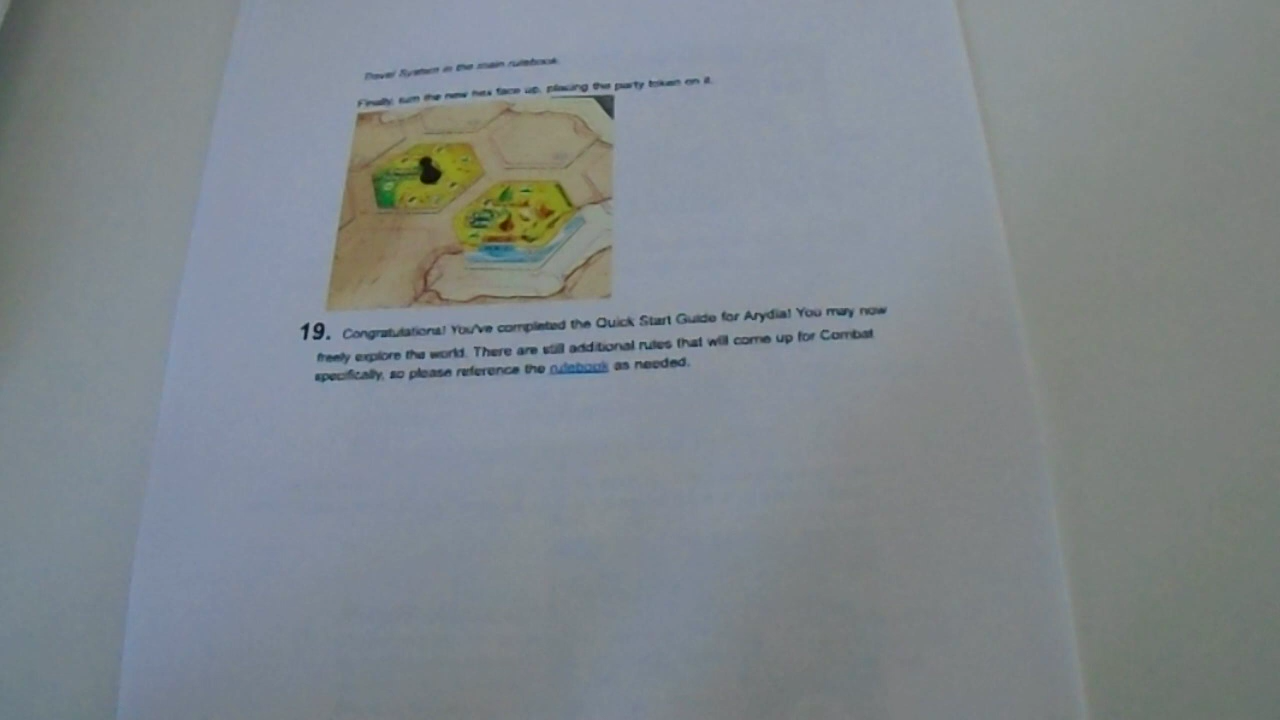 Travel System in the main rulebook.
Finally, turn the new hex face up, placing the party token on it.
19. Congratulations! You've completed the Quick Start Guide for Arydia! You may now
freely explore the world. There are still additional rules that will come up for Combat
specifically, so please reference the rulebook as needed.